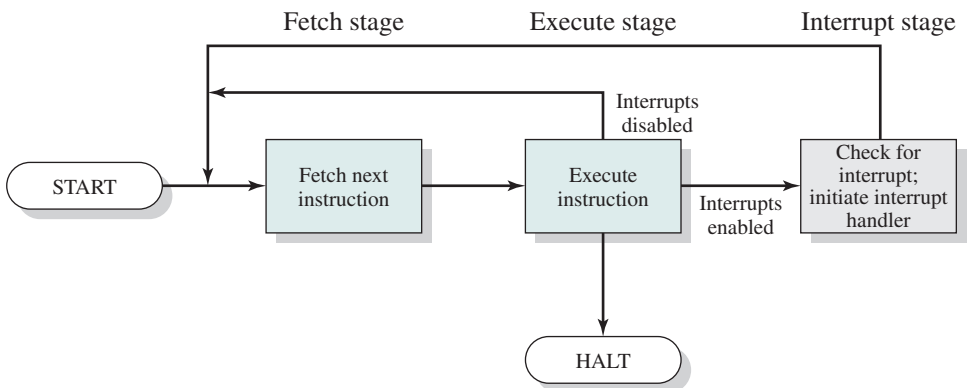 Fetch stage
Execute stage
Interrupt stage
Interrupts
disabled
START
Fetch next
instruction
Execute
instruction
Interrupts
enabled
Check for
interrupt;
initiate interrupt
handler
HALT